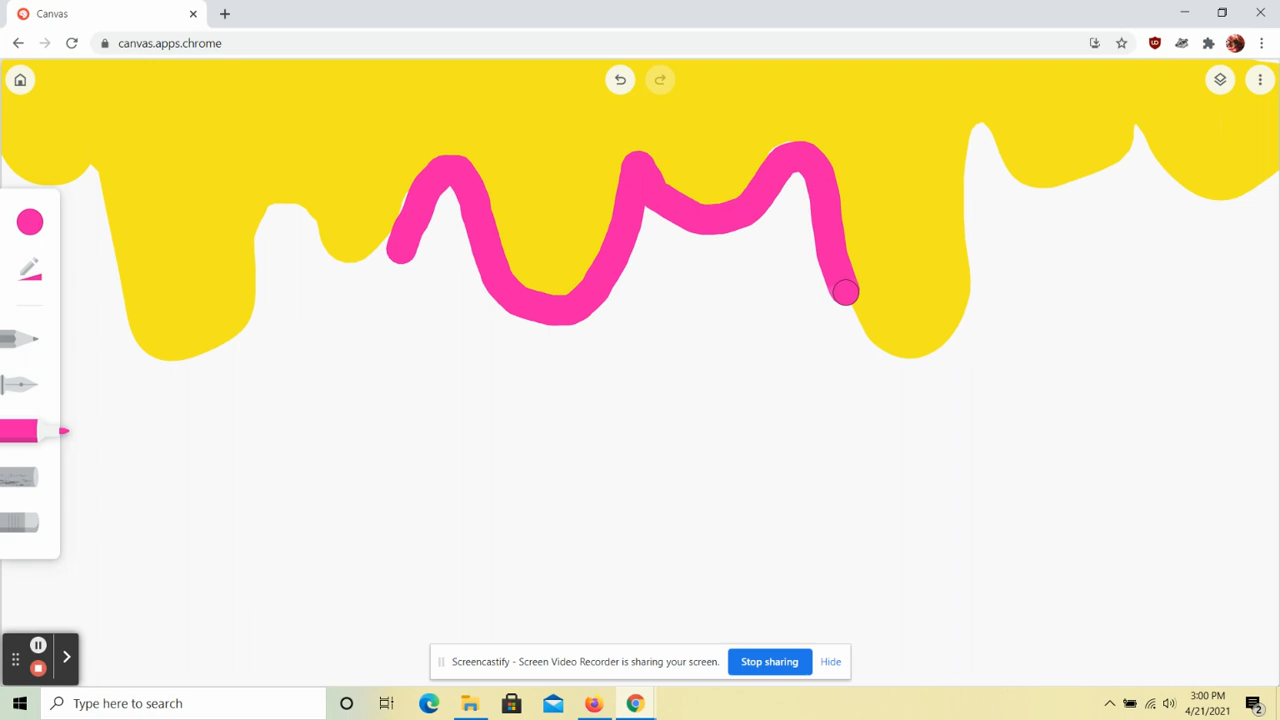 Canvas
canvas.apps.chrome
Screencastify - Screen Video Recorder is sharing your screen.
Stop sharing
Hide
Type here to search
3:00 PM
4/21/2021
2